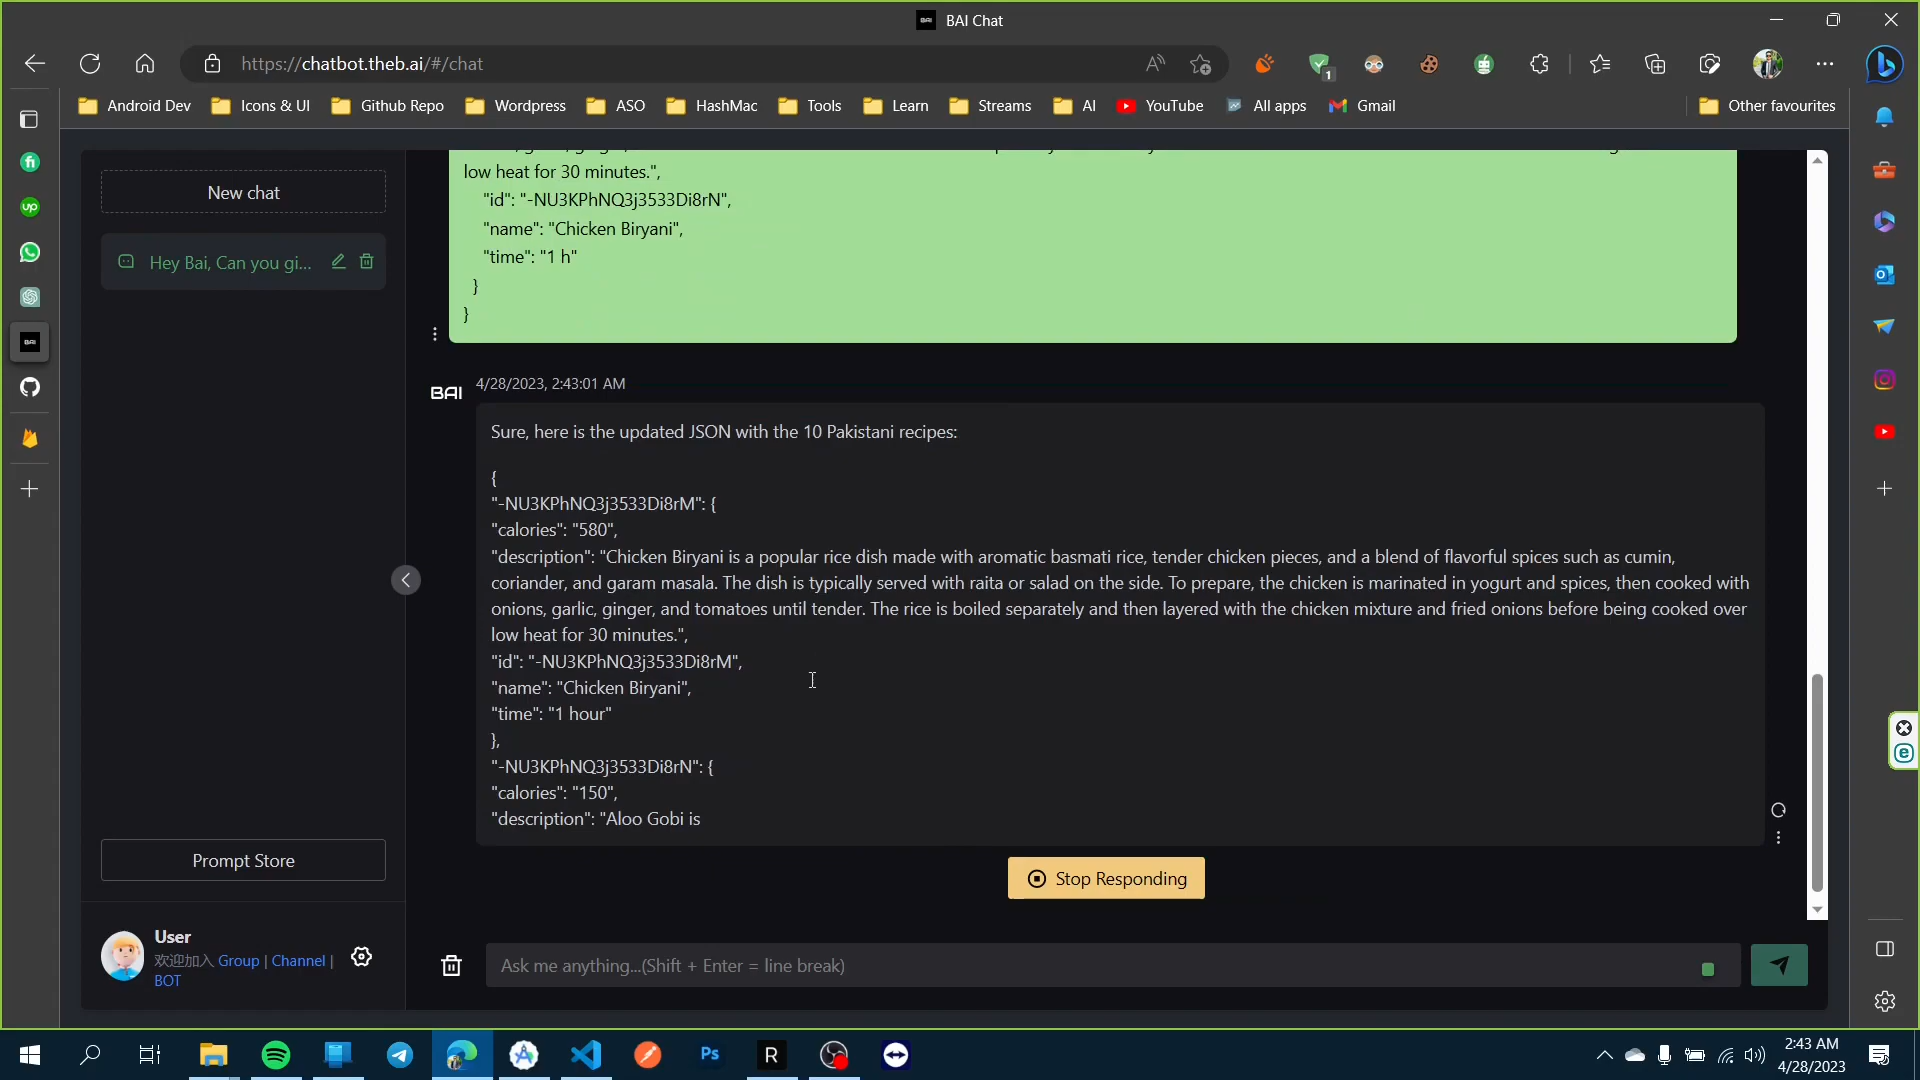 BAI Chat
https://chatbot.theb.ai/#/chat
Android Dev Icons & UI Github Repo Wordpress ASO HashMac Tools Learn Streams AI YouTube All apps Gmail Other favourites
New chat
Hey Bai, Can you gi...
low heat for 30 minutes.",
"id": "-NU3KPhNQ3j3533Di8rN",
"name": "Chicken Biryani",
"time": "1 h"
}
}
BAI
4/28/2023, 2:43:01 AM
Sure, here is the updated JSON with the 10 Pakistani recipes:
{
"-NU3KPhNQ3j3533Di8rM": {
"calories": "580",
"description": "Chicken Biryani is a popular rice dish made with aromatic basmati rice, tender chicken pieces, and a blend of flavorful spices such as cumin,
coriander, and garam masala. The dish is typically served with raita or salad on the side. To prepare, the chicken is marinated in yogurt and spices, then cooked with
onions, garlic, ginger, and tomatoes until tender. The rice is boiled separately and then layered with the chicken mixture and fried onions before being cooked over
low heat for 30 minutes.",
"id": "-NU3KPhNQ3j3533Di8rM",
"name": "Chicken Biryani",
"time": "1 hour"
},
"-NU3KPhNQ3j3533Di8rN": {
"calories": "150",
"description": "Aloo Gobi is
Stop Responding
Prompt Store
User
欢迎加入 Group | Channel |
BOT
Ask me anything...(Shift + Enter = line break)
2:43 AM
4/28/2023